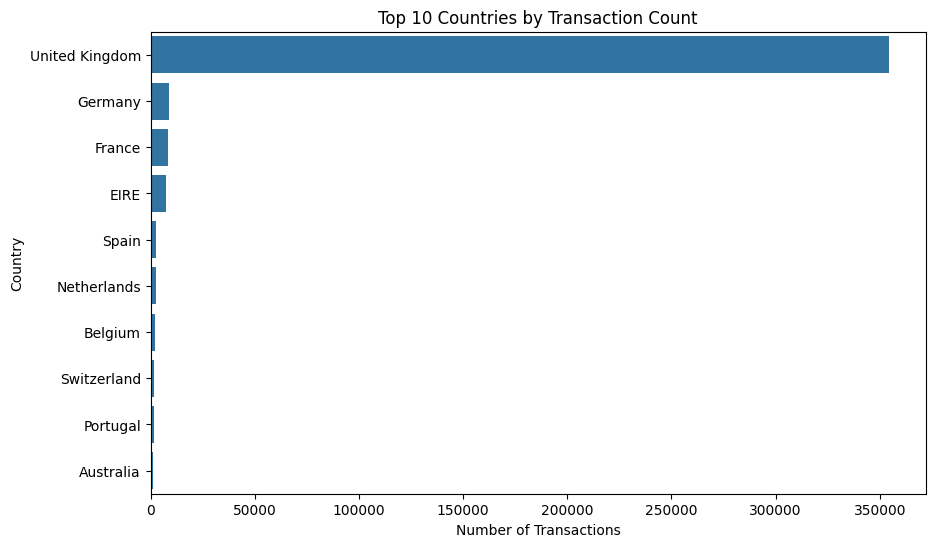 Top 10 Countries by Transaction Count
Country
United Kingdom
Germany
France
EIRE
Spain
Netherlands
Belgium
Switzerland
Portugal
Australia
0 50000 100000 150000 200000 250000 300000 350000
Number of Transactions